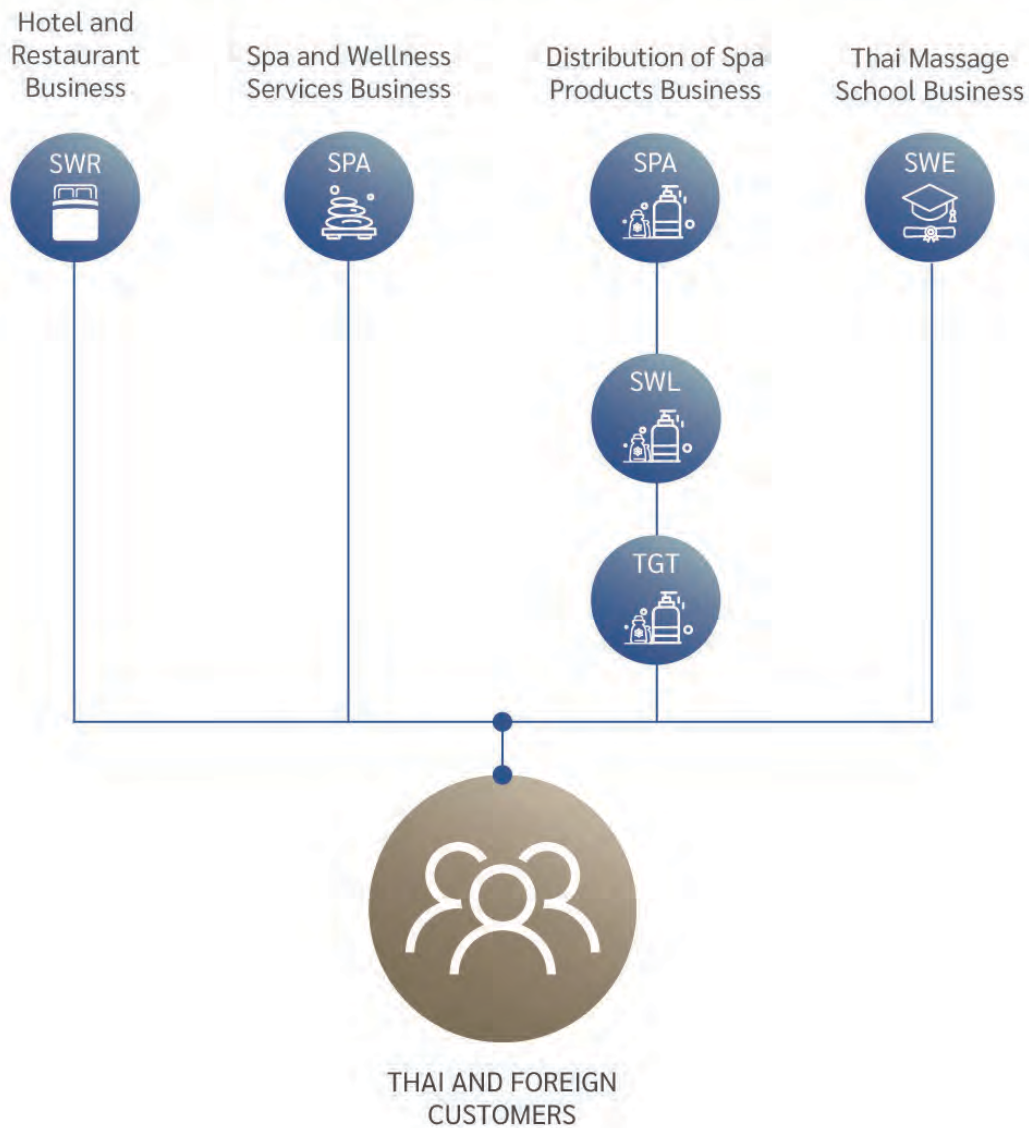 Hotel and
Restaurant
Business
Spa and Wellness
Services Business
Distribution of Spa
Products Business
Thai Massage
School Business
SWR
SPA
SPA
SWE
SWL
TGT
THAI AND FOREIGN
CUSTOMERS